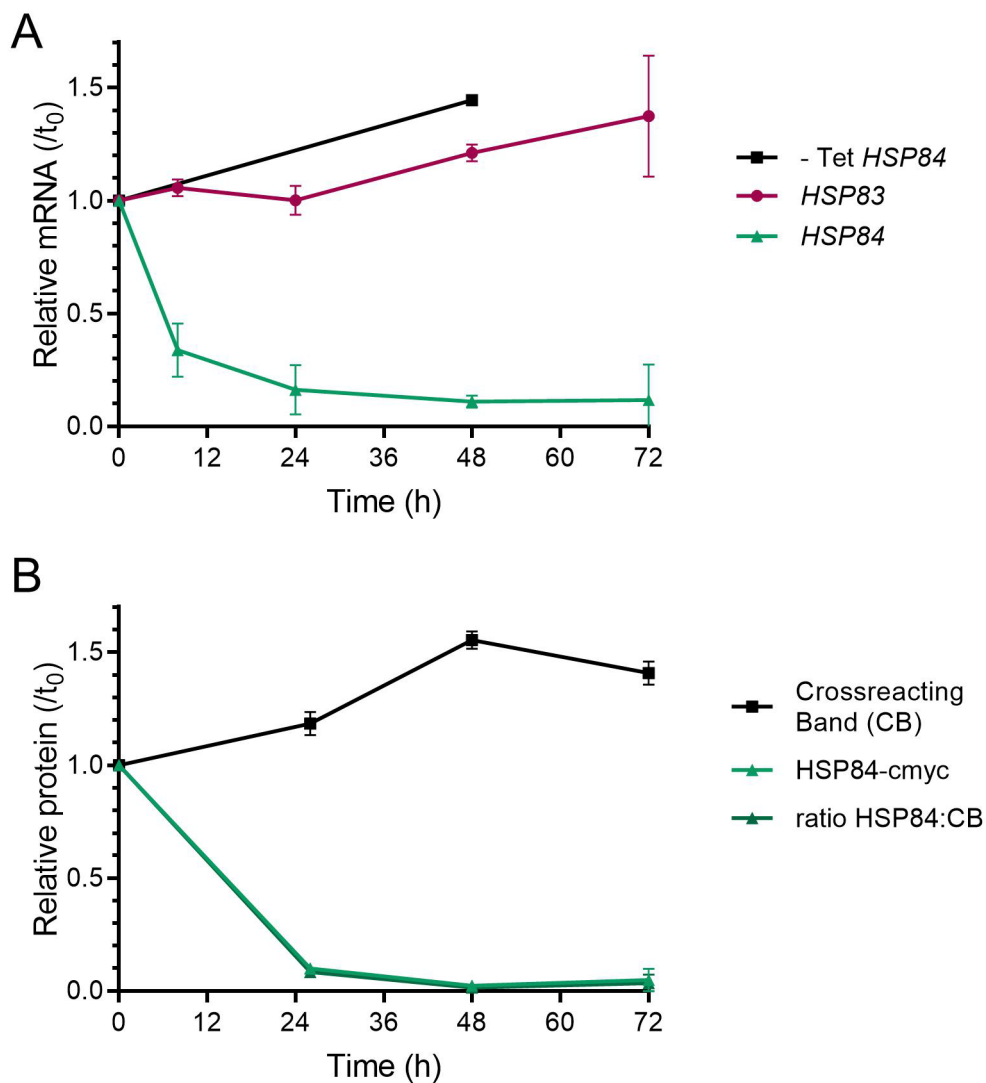 A
Relative mRNA (/t0)
1.5
1.0
0.5
0.0
0 12 24 36 48 60 72
Time (h)
- Tet HSP84
HSP83
HSP84
B
Relative protein (/t0)
1.5
1.0
0.5
0.0
0 12 24 36 48 60 72
Time (h)
Crossreacting
Band (CB)
HSP84-cmyc
ratio HSP84:CB